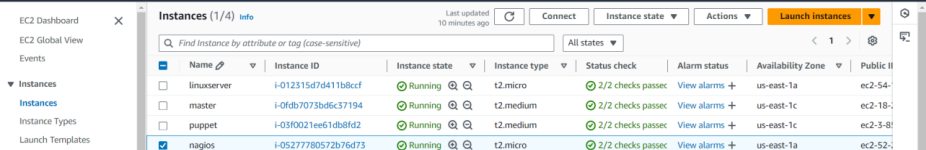 EC2 Dashboard
EC2 Global View
Events
Instances
Instances
Instance Types
Launch Templates
Instances (1/4) Info
Last updated
10 minutes ago
Connect
Instance state
Actions
Launch instances
Find Instance by attribute or tag (case-sensitive)
All states
1
Name Instance ID Instance state Instance type Status check Alarm status Availability Zone Public I
linuxserver i-012315d7d411b8ccf Running t2.micro 2/2 checks passec View alarms + us-east-1a ec2-54-
master i-0fdb7073bd6c37194 Running t2.medium 2/2 checks passec View alarms + us-east-1c ec2-18-
puppet i-03f0021ee61db8fd2 Running t2.medium 2/2 checks passec View alarms + us-east-1c ec2-3-85
nagios i-05277780572b76d73 Running t2.micro 2/2 checks passec View alarms + us-east-1a ec2-52-